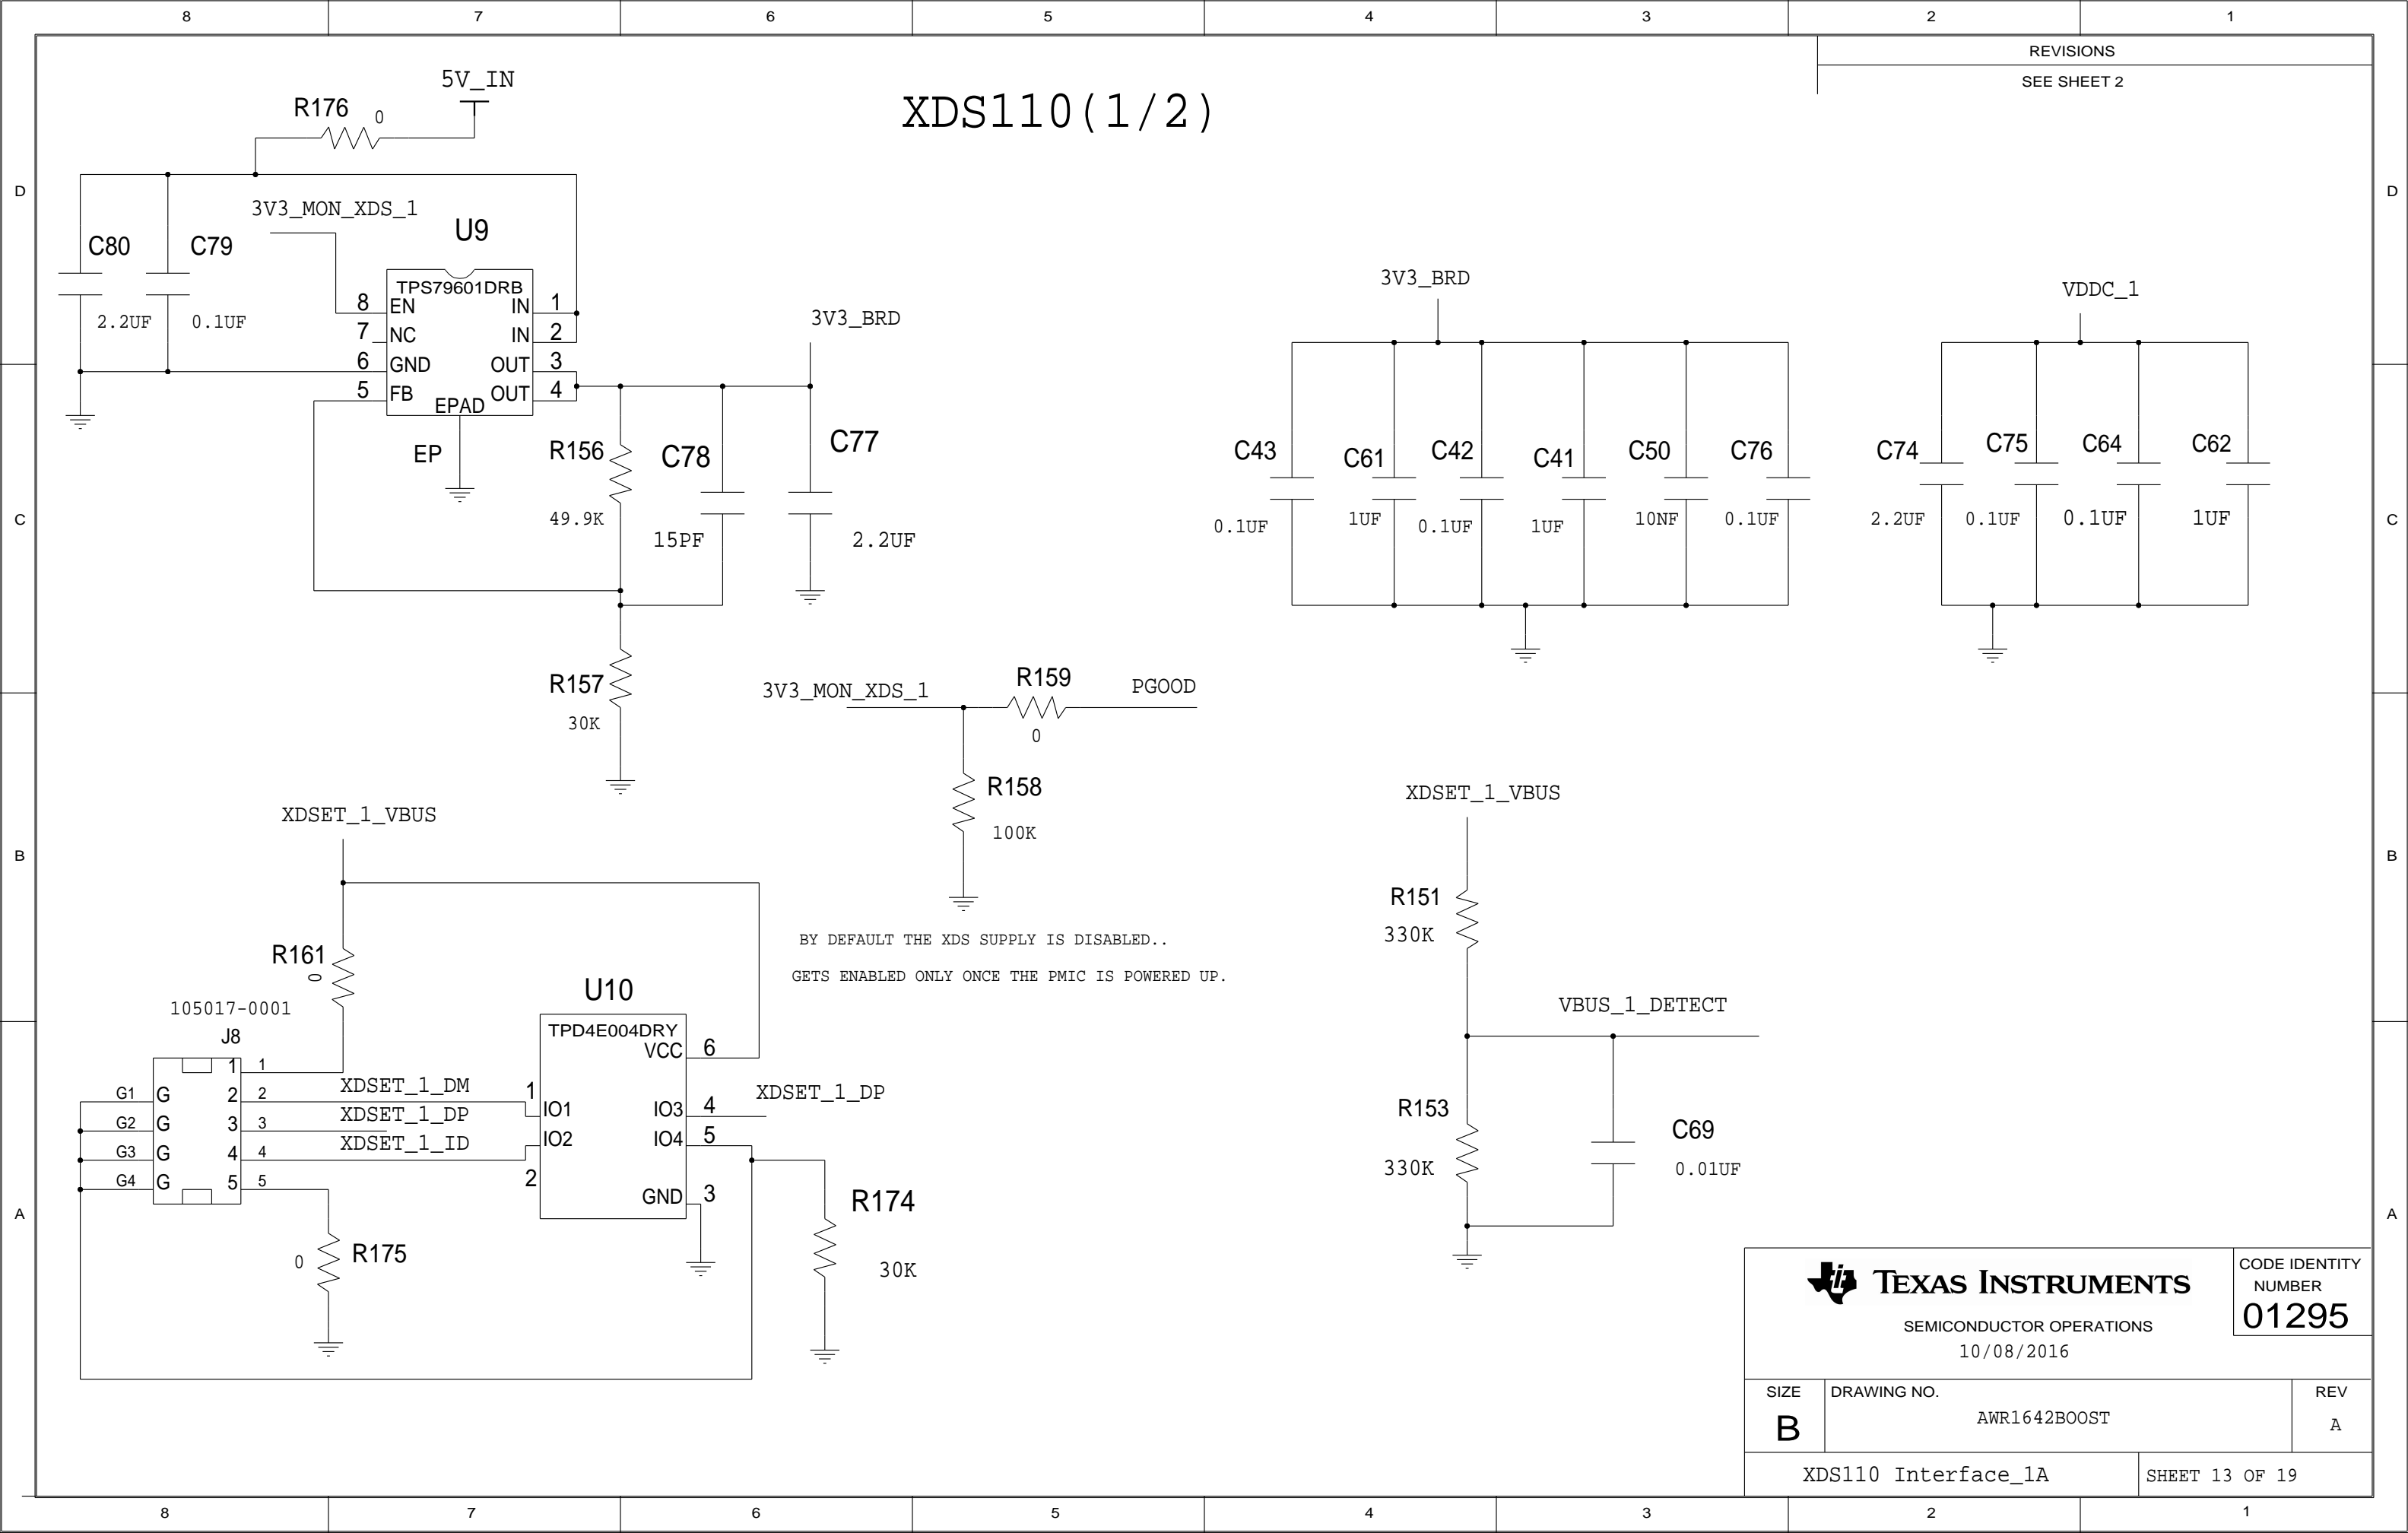 8 7 6 5 4 3 2 1
REVISIONS
SEE SHEET 2
XDS110(1/2)
5V_IN
R176
0
D
D
3V3_MON_XDS_1
U9
C80
C79
2.2UF
0.1UF
TPS79601DRB
8 EN IN 1
7 NC IN 2
6 GND OUT 3
5 FB OUT 4
EPAD
EP
3V3_BRD
R156
49.9K
C78
15PF
C77
2.2UF
C
C
R157
30K
3V3_BRD
C43
C61
C42
C41
C50
C76
0.1UF
1UF
0.1UF
1UF
10NF
0.1UF
VDDC_1
C74
C75
C64
C62
2.2UF
0.1UF
0.1UF
1UF
3V3_MON_XDS_1
R159
0
PGOOD
R158
100K
BY DEFAULT THE XDS SUPPLY IS DISABLED..
GETS ENABLED ONLY ONCE THE PMIC IS POWERED UP.
B
B
XDSET_1_VBUS
R161
0
105017-0001
J8
1 1
G1 G 2 2
G2 G 3 3
G3 G 4 4
G4 G 5 5
XDSET_1_DM
XDSET_1_DP
XDSET_1_ID
U10
TPD4E004DRY
VCC 6
1 IO1 IO3 4
IO2 IO4 5
2
GND 3
XDSET_1_DP
R174
30K
0
R175
XDSET_1_VBUS
R151
330K
VBUS_1_DETECT
R153
330K
C69
0.01UF
A
A
TEXAS INSTRUMENTS
SEMICONDUCTOR OPERATIONS
10/08/2016
CODE IDENTITY
NUMBER
01295
SIZE
B
DRAWING NO.
AWR1642BOOST
REV
A
XDS110 Interface_1A
SHEET 13 OF 19
8 7 6 5 4 3 2 1